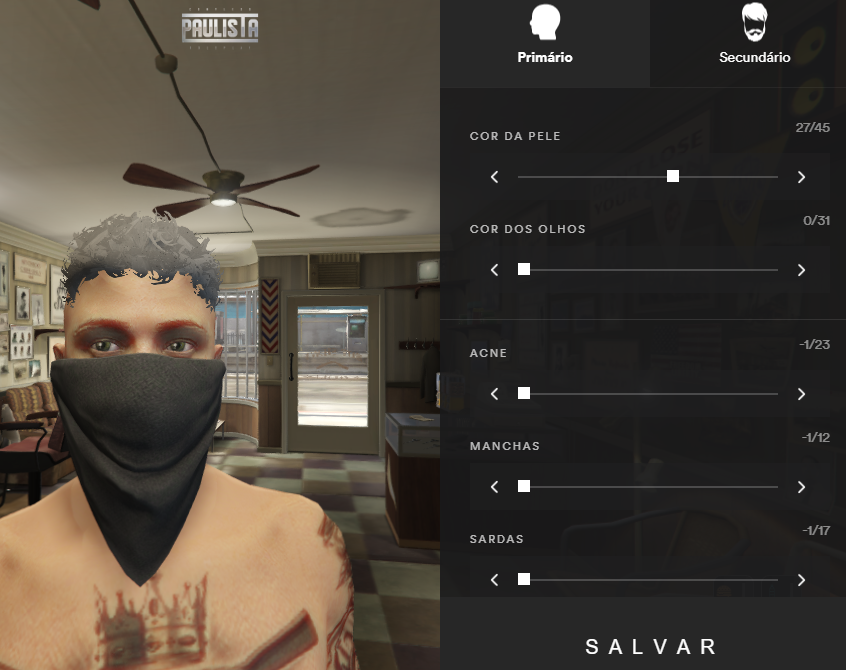 PAULISTA
Primário
Secundário
COR DA PELE
27/45
COR DOS OLHOS
0/31
ACNE
-1/23
MANCHAS
-1/12
SARDAS
-1/17
SALVAR